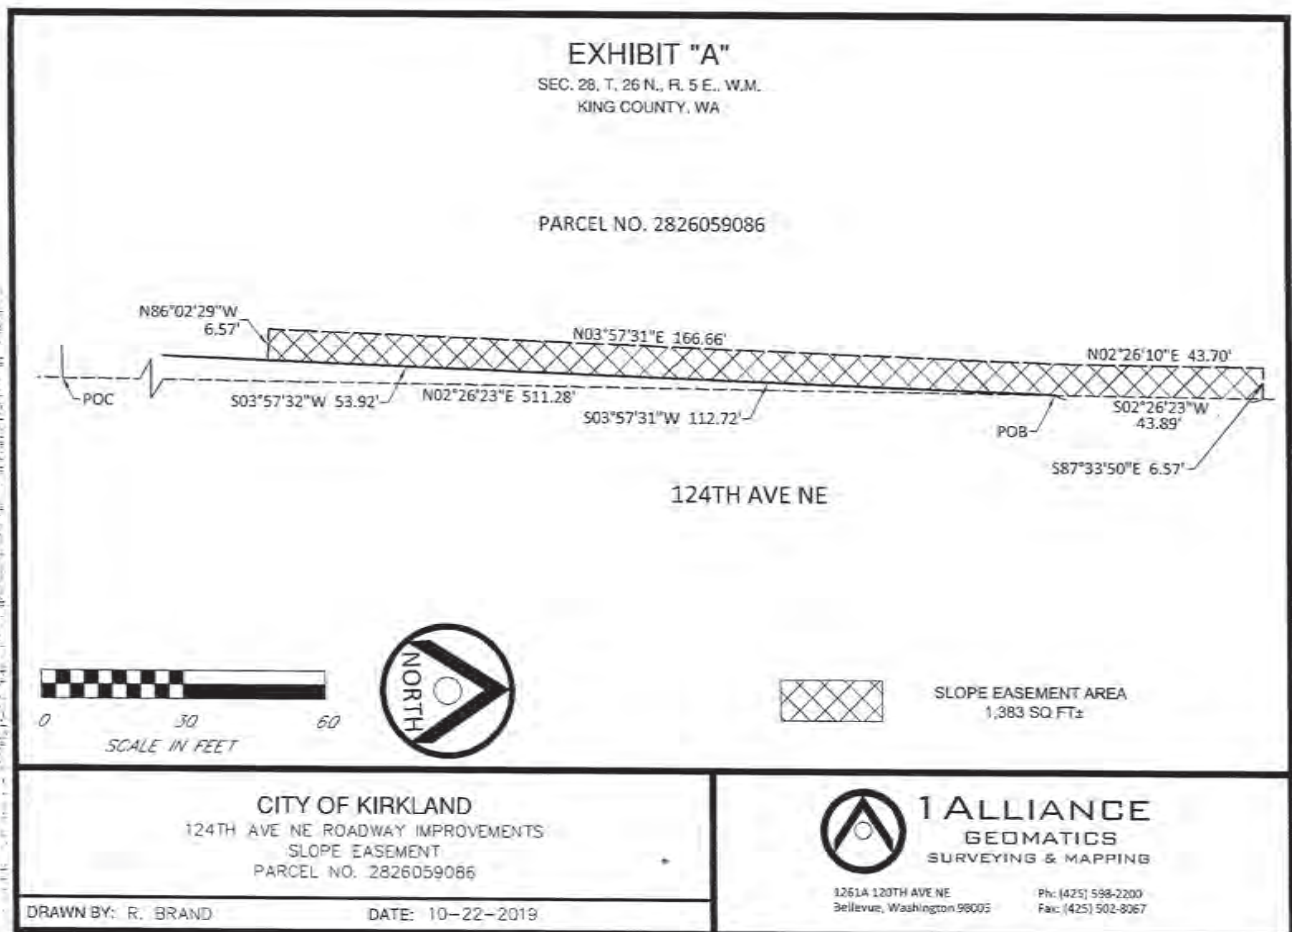 EXHIBIT "A"
SEC. 28, T. 26 N., R. 5 E., W.M.
KING COUNTY, WA
PARCEL NO. 2826059086
N86°02'29"W
6.57'
N03°57'31"E 166.66'
N02°26'10"E 43.70'
POC
S03°57'32"W 53.92'
N02°26'23"E 511.28'
S03°57'31"W 112.72'
POB
S02°26'23"W
43.89'
S87°33'50"E 6.57'
124TH AVE NE
0 30 60
SCALE IN FEET
NORTH
SLOPE EASEMENT AREA
1,383 SQ FT±
CITY OF KIRKLAND
124TH AVE NE ROADWAY IMPROVEMENTS
SLOPE EASEMENT
PARCEL NO. 2826059086
DRAWN BY: R. BRAND DATE: 10-22-2019
1 ALLIANCE
GEOMATICS
SURVEYING & MAPPING
1261A 120TH AVE NE
Bellevue, Washington 98005
Ph: (425) 598-2200
Fax: (425) 502-8067